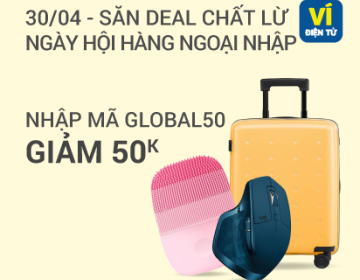 30/04 - SĂN DEAL CHẤT LỪ
NGÀY HỘI HÀNG NGOẠI NHẬP
VÍ
ĐIỆN TỬ
NHẬP MÃ GLOBAL50
GIẢM 50K